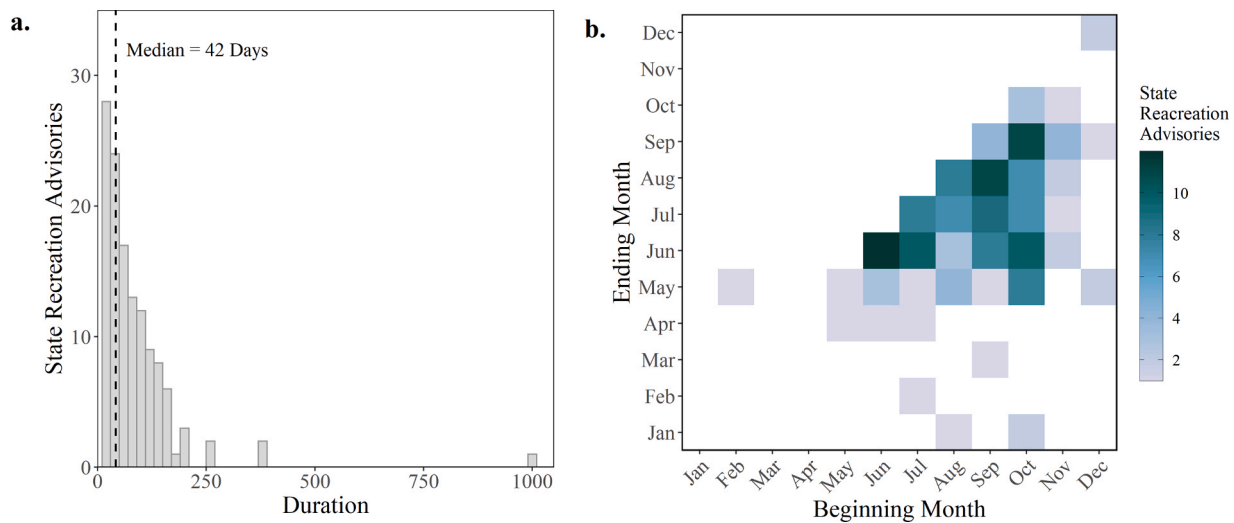 a.
Median = 42 Days
State Recreation Advisories
30
20
10
0
0 250 500 750 1000
Duration
b.
Ending Month
Dec
Nov
Oct
Sep
Aug
Jul
Jun
May
Apr
Mar
Feb
Jan
Jan Feb Mar Apr May Jun Jul Aug Sep Oct Nov Dec
Beginning Month
State
Reacreation
Advisories
10
8
6
4
2